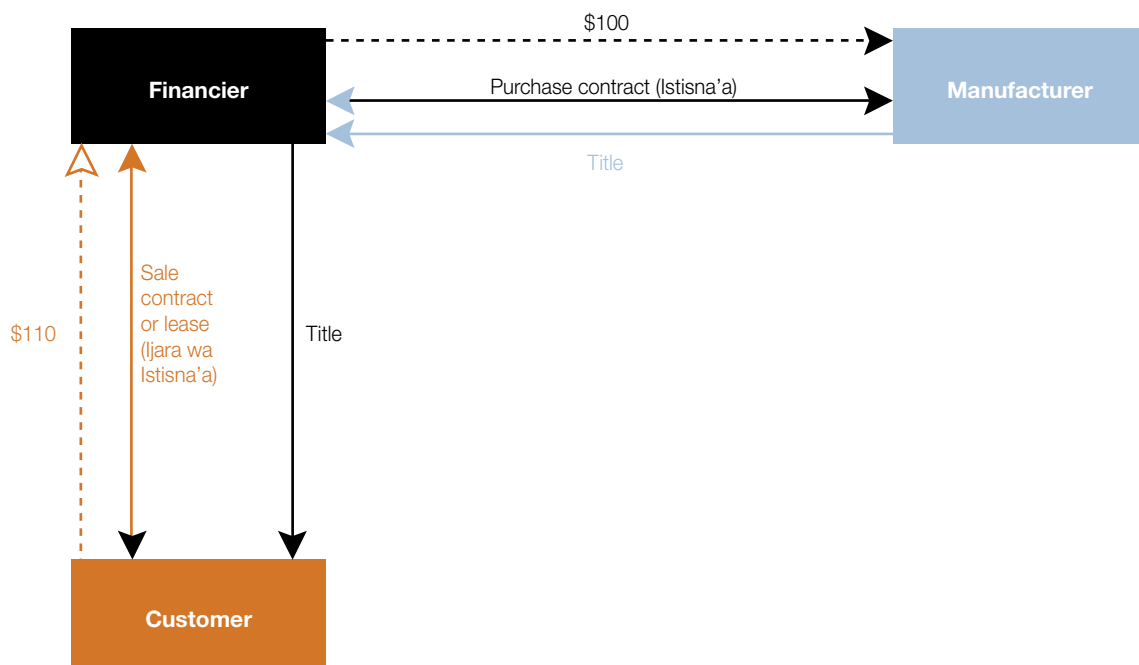 $100
Financier
Purchase contract (Istisna’a)
Manufacturer
Title
Sale
contract
or lease
(Ijara wa
Istisna’a)
$110
Title
Customer